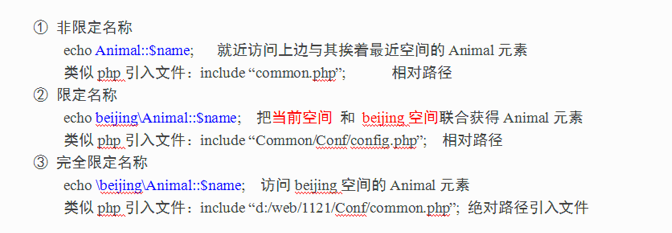 ① 非限定名称
echo Animal::$name; 就近访问上边与其挨着最近空间的 Animal 元素
类似 php 引入文件：include “common.php”; 相对路径
② 限定名称
echo beijing\Animal::$name; 把当前空间 和 beijing 空间联合获得 Animal 元素
类似 php 引入文件：include “Common/Conf/config.php”; 相对路径
③ 完全限定名称
echo \beijing\Animal::$name; 访问 beijing 空间的 Animal 元素
类似 php 引入文件：include “d:/web/1121/Conf/common.php”; 绝对路径引入文件